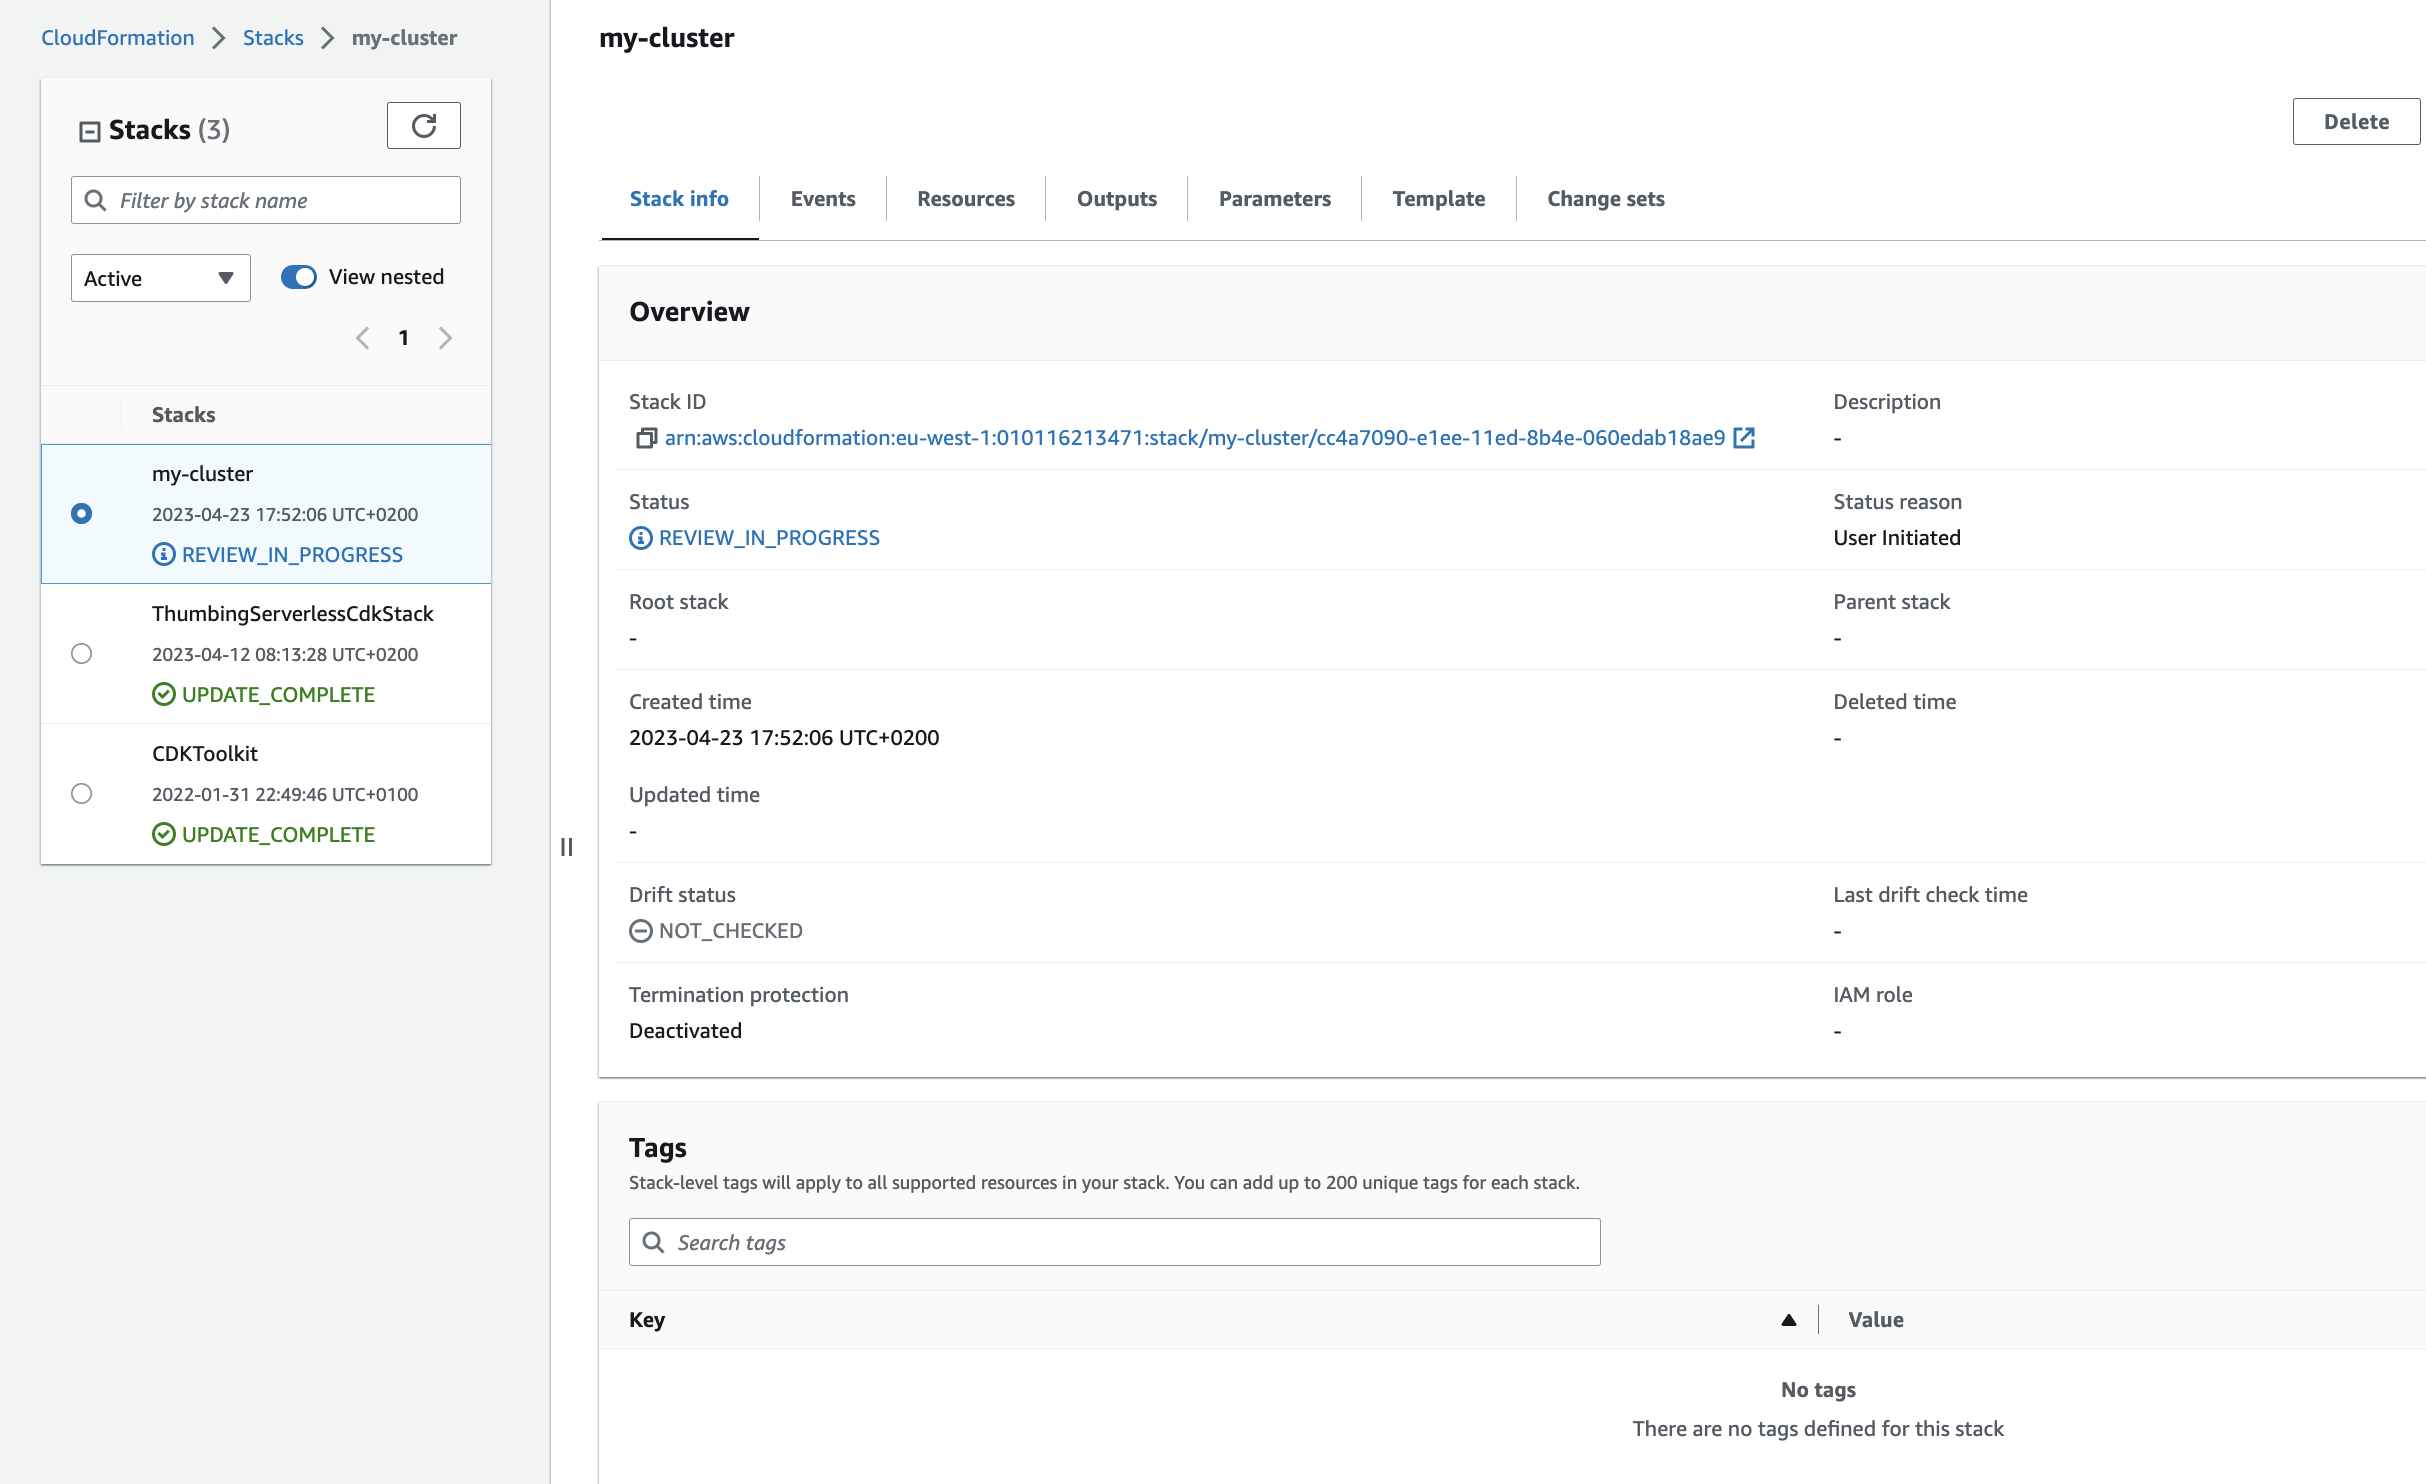 CloudFormation > Stacks > my-cluster
Stacks (3)
Filter by stack name
Active
View nested
1
Stacks
my-cluster
2023-04-23 17:52:06 UTC+0200
REVIEW_IN_PROGRESS
ThumbingServerlessCdkStack
2023-04-12 08:13:28 UTC+0200
UPDATE_COMPLETE
CDKToolkit
2022-01-31 22:49:46 UTC+0100
UPDATE_COMPLETE
my-cluster
Delete
Stack info
Events
Resources
Outputs
Parameters
Template
Change sets
Overview
Stack ID
arn:aws:cloudformation:eu-west-1:010116213471:stack/my-cluster/cc4a7090-e1ee-11ed-8b4e-060edab18ae9
Description
-
Status
REVIEW_IN_PROGRESS
Status reason
User Initiated
Root stack
-
Parent stack
-
Created time
2023-04-23 17:52:06 UTC+0200
Deleted time
-
Updated time
-
Drift status
NOT_CHECKED
Last drift check time
-
Termination protection
Deactivated
IAM role
-
Tags
Stack-level tags will apply to all supported resources in your stack. You can add up to 200 unique tags for each stack.
Search tags
Key
Value
No tags
There are no tags defined for this stack